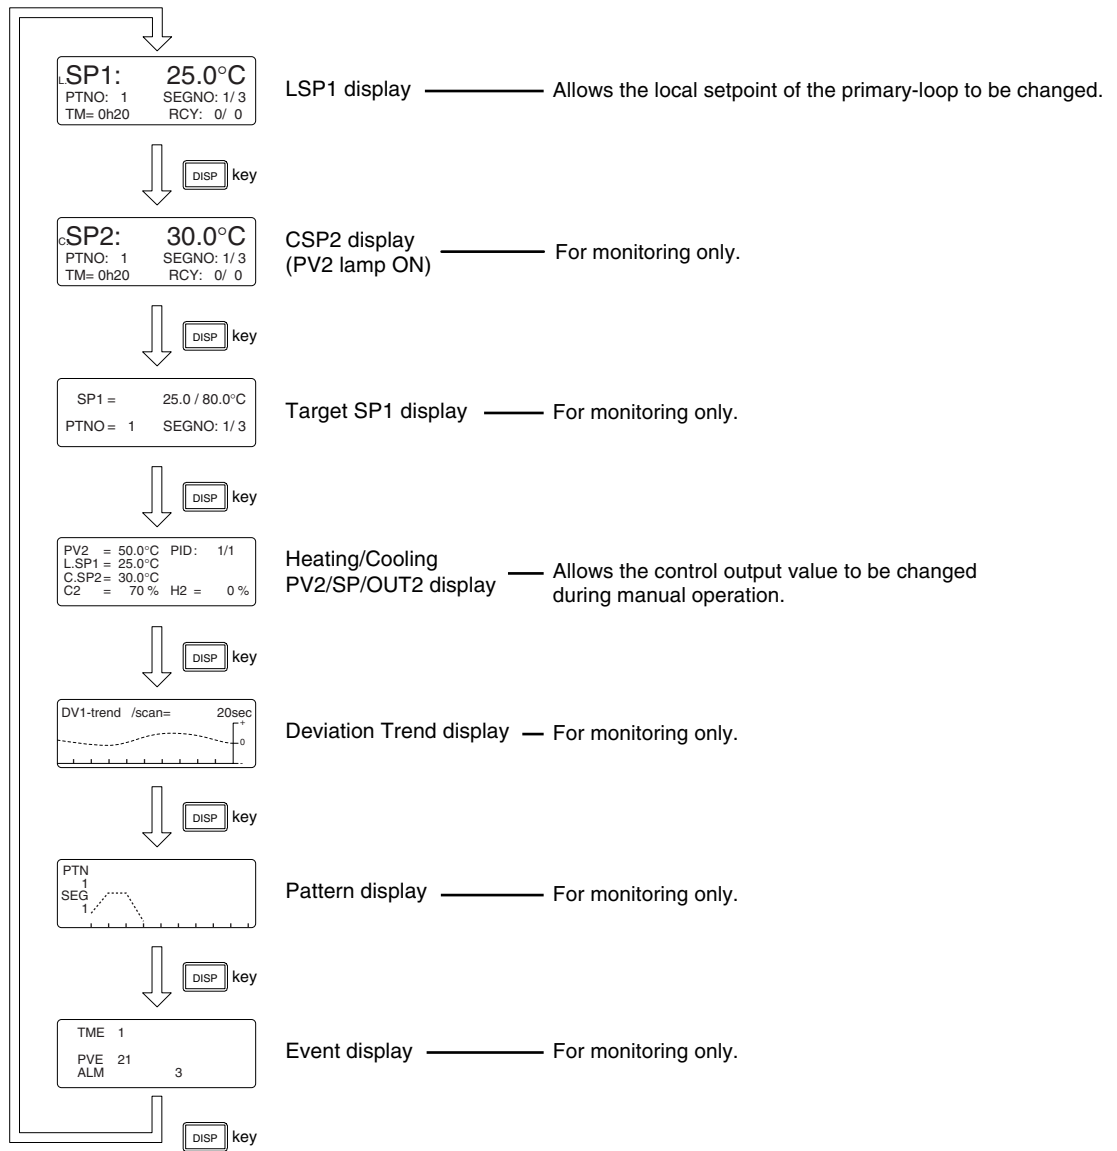 L.SP1: 25.0°C
PTNO: 1 SEGNO: 1/ 3
TM= 0h20 RCY: 0/ 0
LSP1 display
Allows the local setpoint of the primary-loop to be changed.
DISP key
C.SP2: 30.0°C
PTNO: 1 SEGNO: 1/ 3
TM= 0h20 RCY: 0/ 0
CSP2 display
(PV2 lamp ON)
For monitoring only.
DISP key
SP1 = 25.0 / 80.0°C
PTNO = 1 SEGNO: 1/ 3
Target SP1 display
For monitoring only.
DISP key
PV2 = 50.0°C PID: 1/1
L.SP1 = 25.0°C
C.SP2 = 30.0°C
C2 = 70 % H2 = 0 %
Heating/Cooling
PV2/SP/OUT2 display
Allows the control output value to be changed
during manual operation.
DISP key
DV1-trend /scan= 20sec
+
0
-
Deviation Trend display
For monitoring only.
DISP key
PTN
1
SEG
1
Pattern display
For monitoring only.
DISP key
TME 1
PVE 21
ALM 3
Event display
For monitoring only.
DISP key